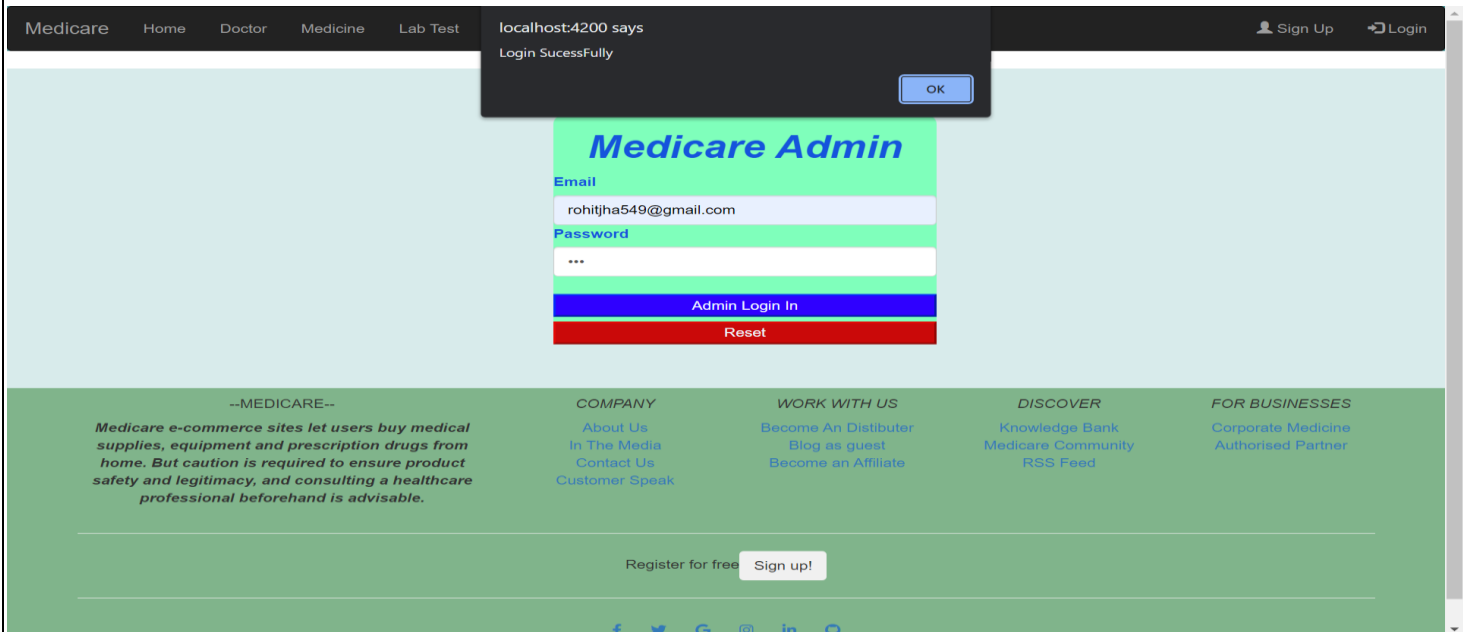 Medicare Home Doctor Medicine Lab Test Sign Up Login
localhost:4200 says
Login SucessFully
OK
Medicare Admin
Email
rohitjha549@gmail.com
Password
•••
Admin Login In
Reset
--MEDICARE--
Medicare e-commerce sites let users buy medical
supplies, equipment and prescription drugs from
home. But caution is required to ensure product
safety and legitimacy, and consulting a healthcare
professional beforehand is advisable.
COMPANY
About Us
In The Media
Contact Us
Customer Speak
WORK WITH US
Become An Distibuter
Blog as guest
Become an Affiliate
DISCOVER
Knowledge Bank
Medicare Community
RSS Feed
FOR BUSINESSES
Corporate Medicine
Authorised Partner
Register for free Sign up!